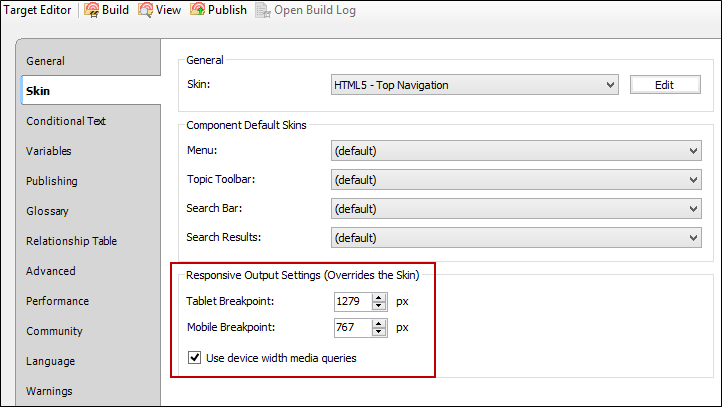 Target Editor Build View Publish Open Build Log
General
Skin
Conditional Text
Variables
Publishing
Glossary
Relationship Table
Advanced
Performance
Community
Language
Warnings
General
Skin: HTML5 - Top Navigation Edit
Component Default Skins
Menu: (default)
Topic Toolbar: (default)
Search Bar: (default)
Search Results: (default)
Responsive Output Settings (Overrides the Skin)
Tablet Breakpoint: 1279 px
Mobile Breakpoint: 767 px
Use device width media queries